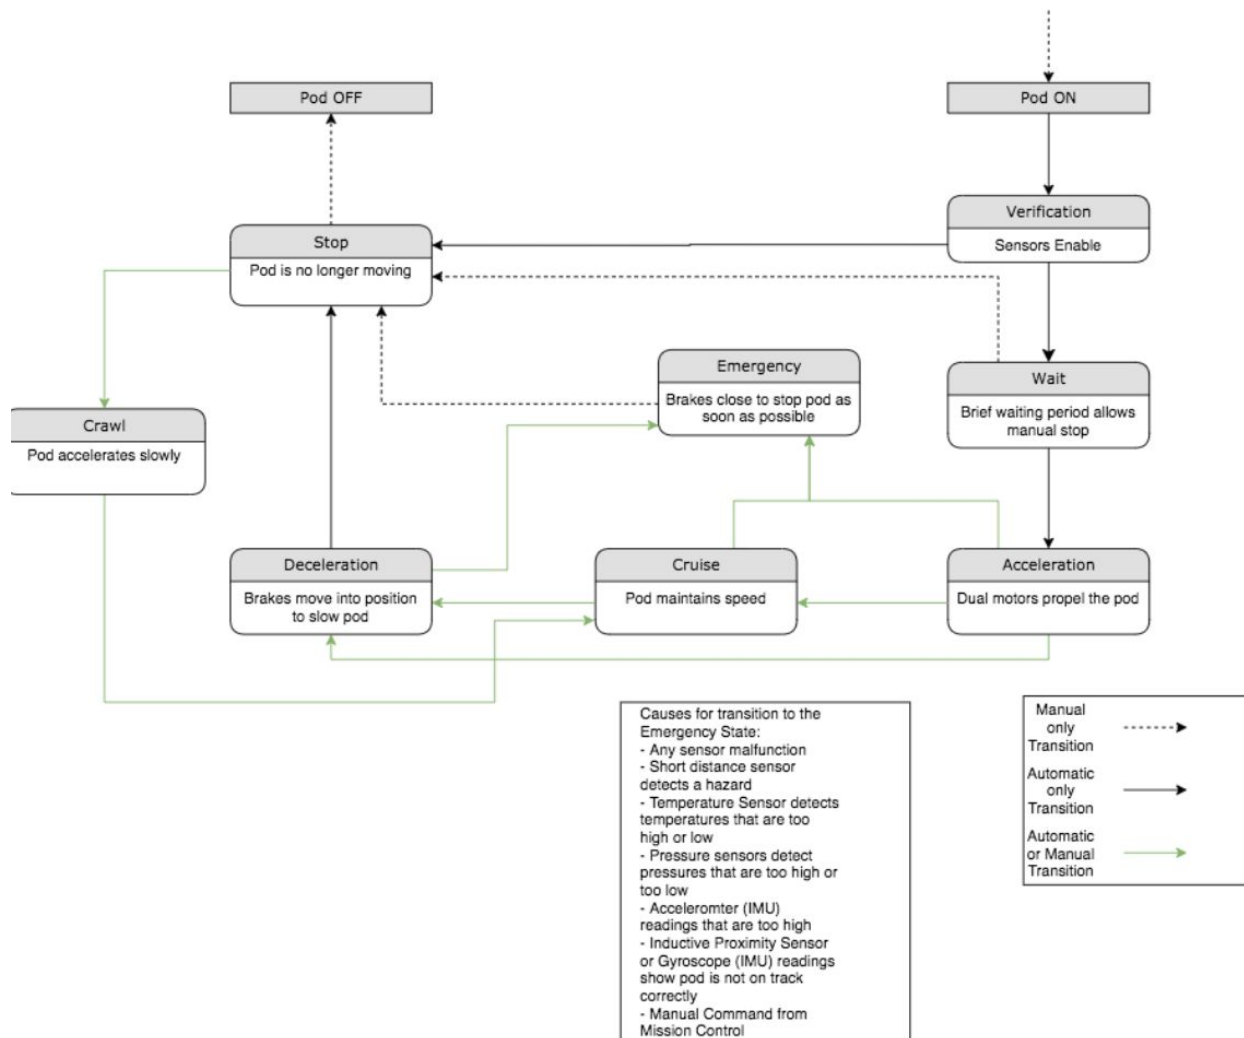 Pod OFF
Pod ON
Verification
Sensors Enable
Stop
Pod is no longer moving
Emergency
Brakes close to stop pod as
soon as possible
Wait
Brief waiting period allows
manual stop
Crawl
Pod accelerates slowly
Deceleration
Brakes move into position
to slow pod
Cruise
Pod maintains speed
Acceleration
Dual motors propel the pod
Causes for transition to the
Emergency State:
- Any sensor malfunction
- Short distance sensor
detects a hazard
- Temperature Sensor detects
temperatures that are too
high or low
- Pressure sensors detect
pressures that are too high or
too low
- Acceleromter (IMU)
readings that are too high
- Inductive Proximity Sensor
or Gyroscope (IMU) readings
show pod is not on track
correctly
- Manual Command from
Mission Control
Manual
only
Transition
Automatic
only
Transition
Automatic
or Manual
Transition